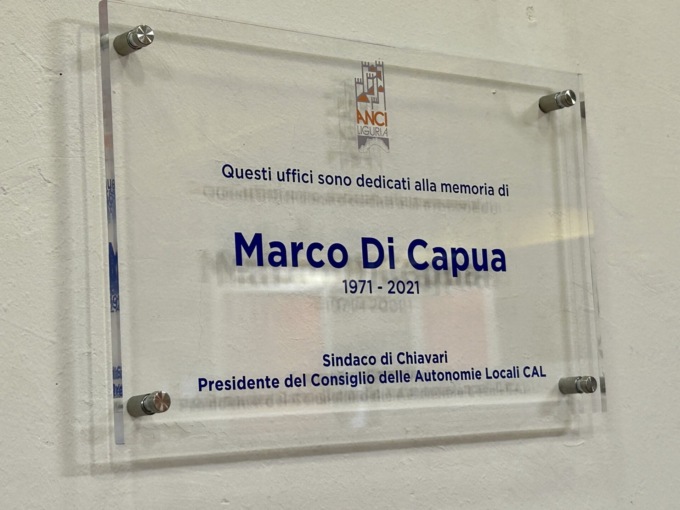 ANCI
LIGURIA
Questi uffici sono dedicati alla memoria di
Marco Di Capua
1971 - 2021
Sindaco di Chiavari
Presidente del Consiglio delle Autonomie Locali CAL